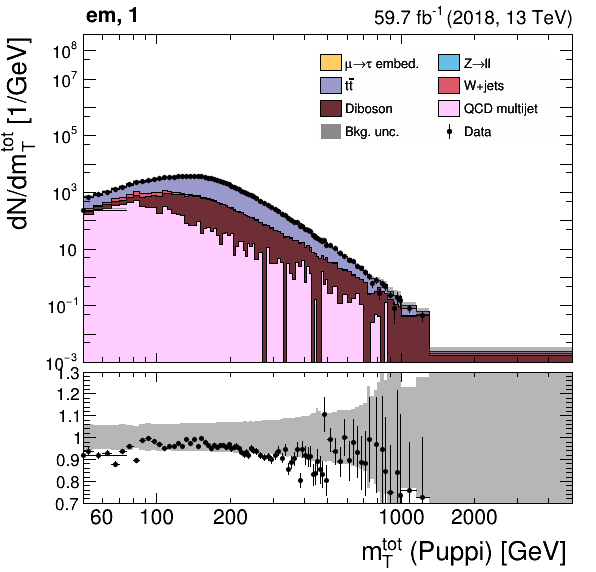 em, 1
59.7 fb⁻¹ (2018, 13 TeV)
dN/dm_T^tot [1/GeV]
10⁸
10⁷
10⁵
10³
10
10⁻¹
10⁻³
μ→τ embed.
Z→ll
tt̄
W+jets
Diboson
QCD multijet
Bkg. unc.
Data
1.3
1.2
1.1
1
0.9
0.8
0.7
60 100 200 1000 2000
m_T^tot (Puppi) [GeV]